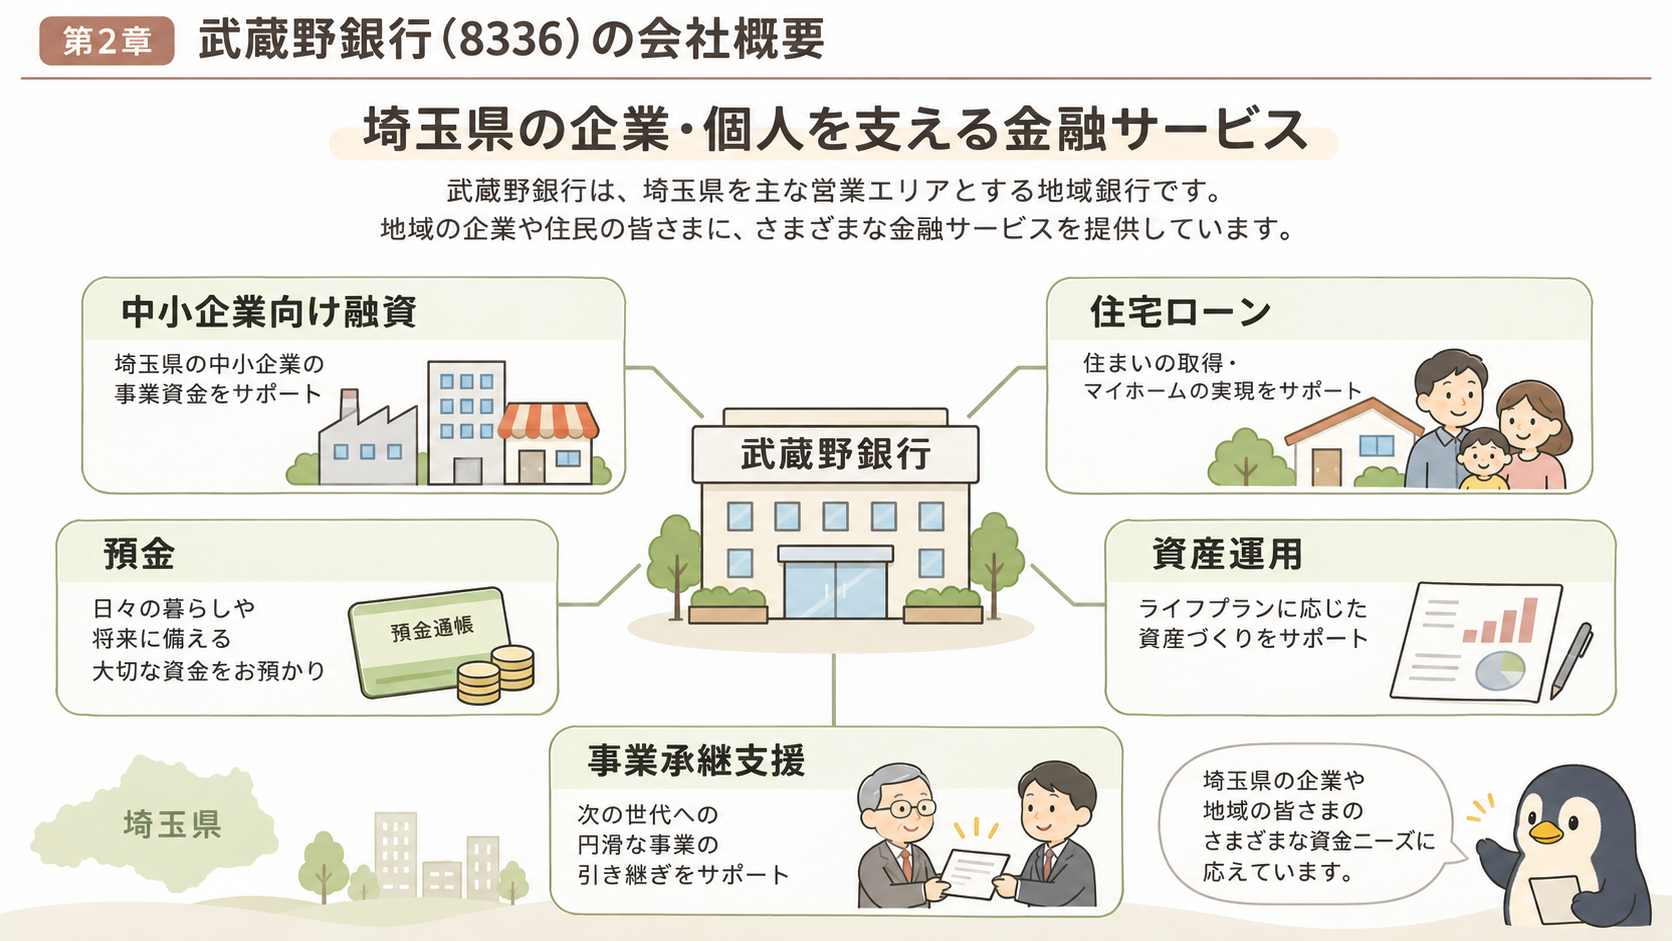 第2章
武蔵野銀行(8336)の会社概要
埼玉県の企業・個人を支える金融サービス
武蔵野銀行は、埼玉県を主な営業エリアとする地域銀行です。
地域の企業や住民の皆さまに、さまざまな金融サービスを提供しています。
中小企業向け融資
埼玉県の中小企業の
事業資金をサポート
住宅ローン
住まいの取得・
マイホームの実現をサポート
武蔵野銀行
預金
日々の暮らしや
将来に備える
大切な資金をお預かり
預金通帳
資産運用
ライフプランに応じた
資産づくりをサポート
事業承継支援
次の世代への
円滑な事業の
引き継ぎをサポート
埼玉県
埼玉県の企業や
地域の皆さまの
さまざまな資金ニーズに
応えています。